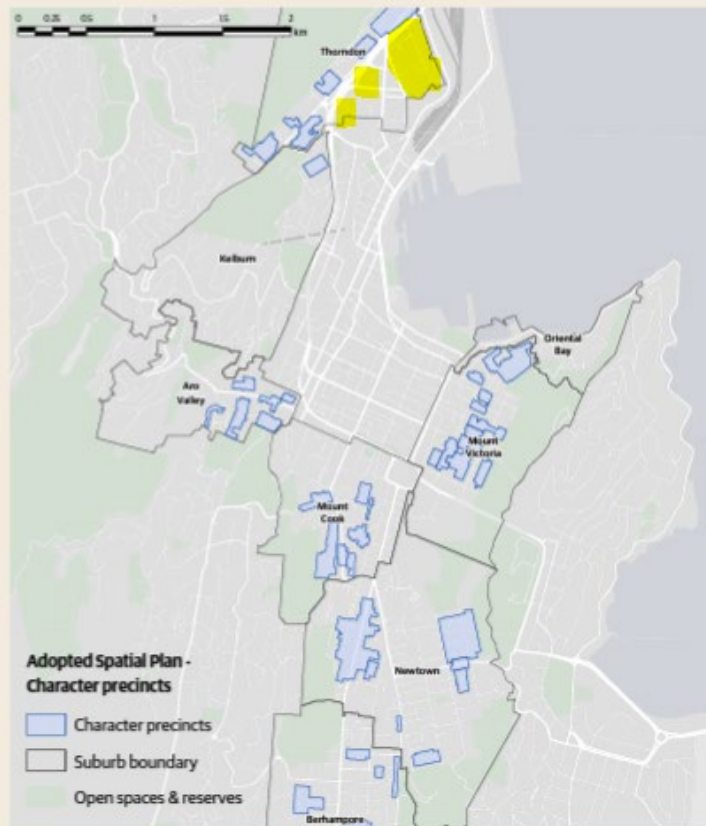 0 0.25 0.5 1 1.5 2
km
Thorndon
Kelburn
Oriental
Bay
Aro
Valley
Mount
Victoria
Mount
Cook
Newtown
Adopted Spatial Plan -
Character precincts
Character precincts
Suburb boundary
Open spaces & reserves
Berhampore